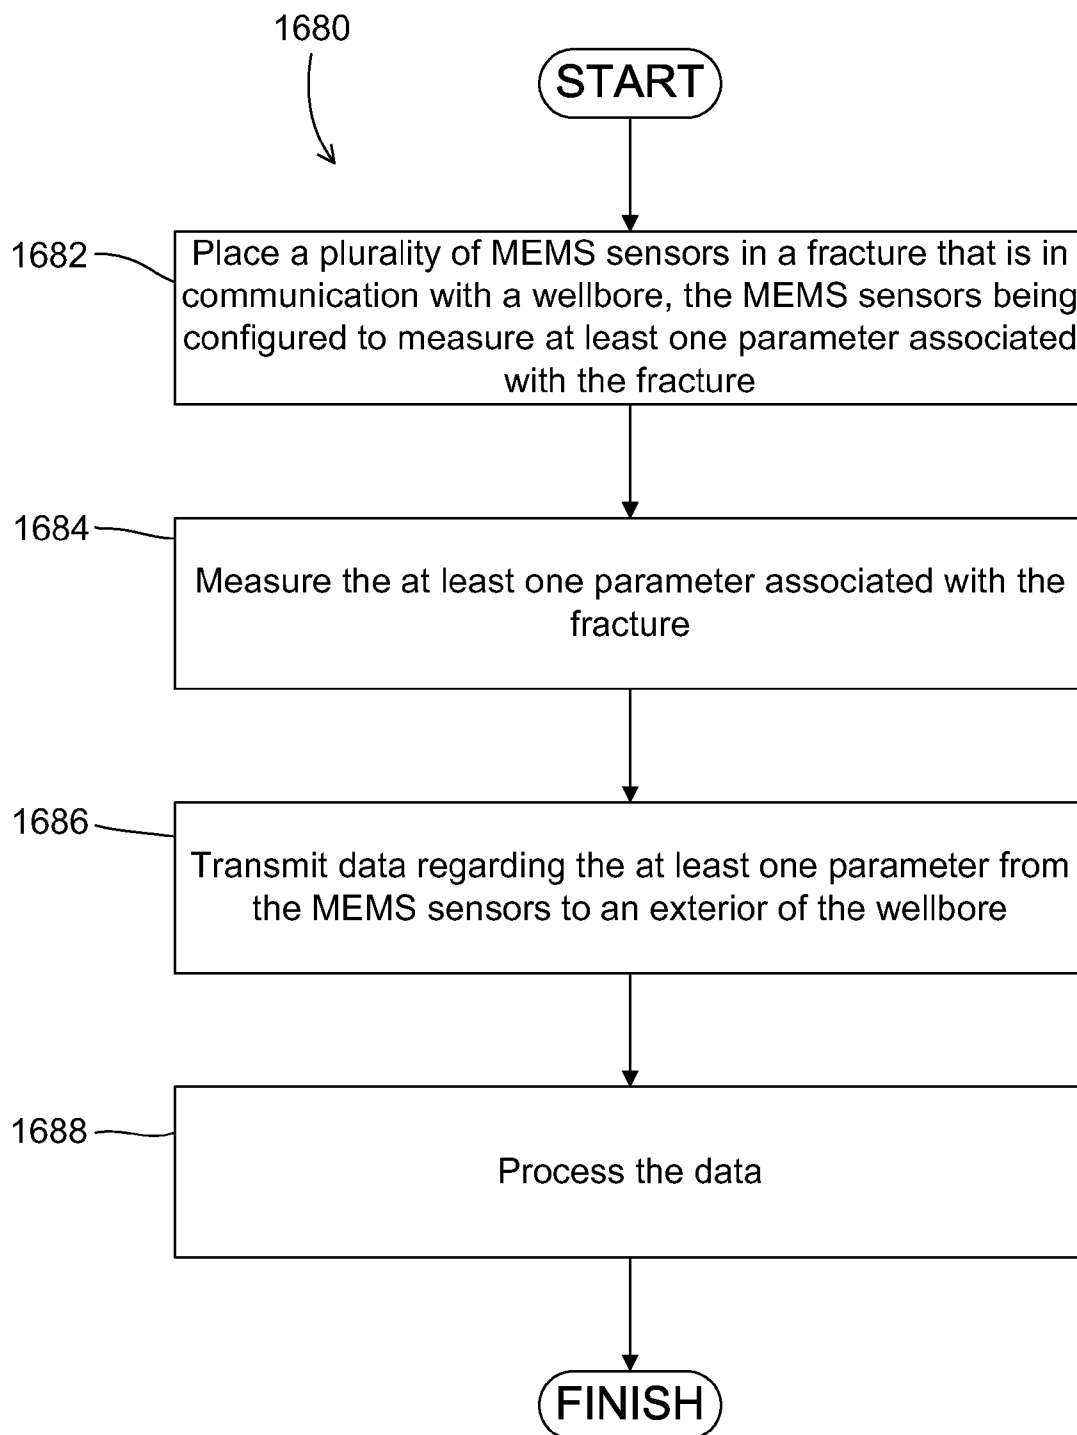 1680
START
1682
Place a plurality of MEMS sensors in a fracture that is in
communication with a wellbore, the MEMS sensors being
configured to measure at least one parameter associated
with the fracture
1684
Measure the at least one parameter associated with the
fracture
1686
Transmit data regarding the at least one parameter from
the MEMS sensors to an exterior of the wellbore
1688
Process the data
FINISH